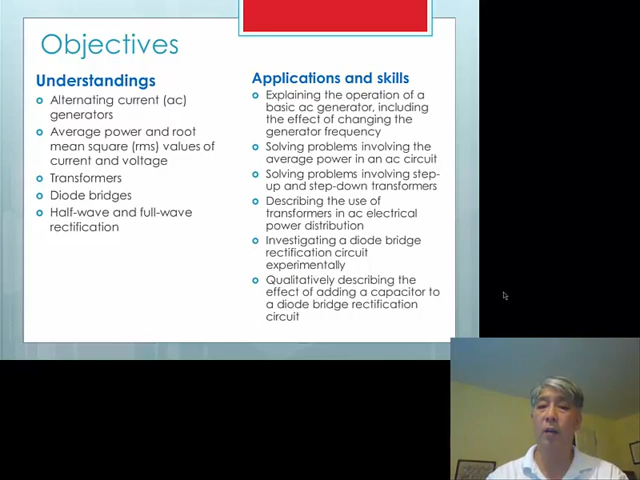 Objectives
Understandings
Alternating current (ac)
generators
Average power and root
mean square (rms) values of
current and voltage
Transformers
Diode bridges
Half-wave and full-wave
rectification
Applications and skills
Explaining the operation of a
basic ac generator, including
the effect of changing the
generator frequency
Solving problems involving the
average power in an ac circuit
Solving problems involving step-
up and step-down transformers
Describing the use of
transformers in ac electrical
power distribution
Investigating a diode bridge
rectification circuit
experimentally
Qualitatively describing the
effect of adding a capacitor to
a diode bridge rectification
circuit